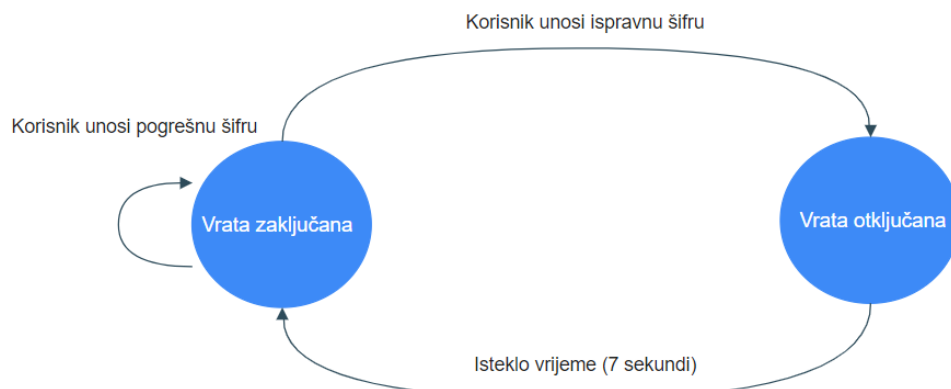 Korisnik unosi ispravnu šifru
Korisnik unosi pogrešnu šifru
Vrata zaključana
Vrata otključana
Isteklo vrijeme (7 sekundi)